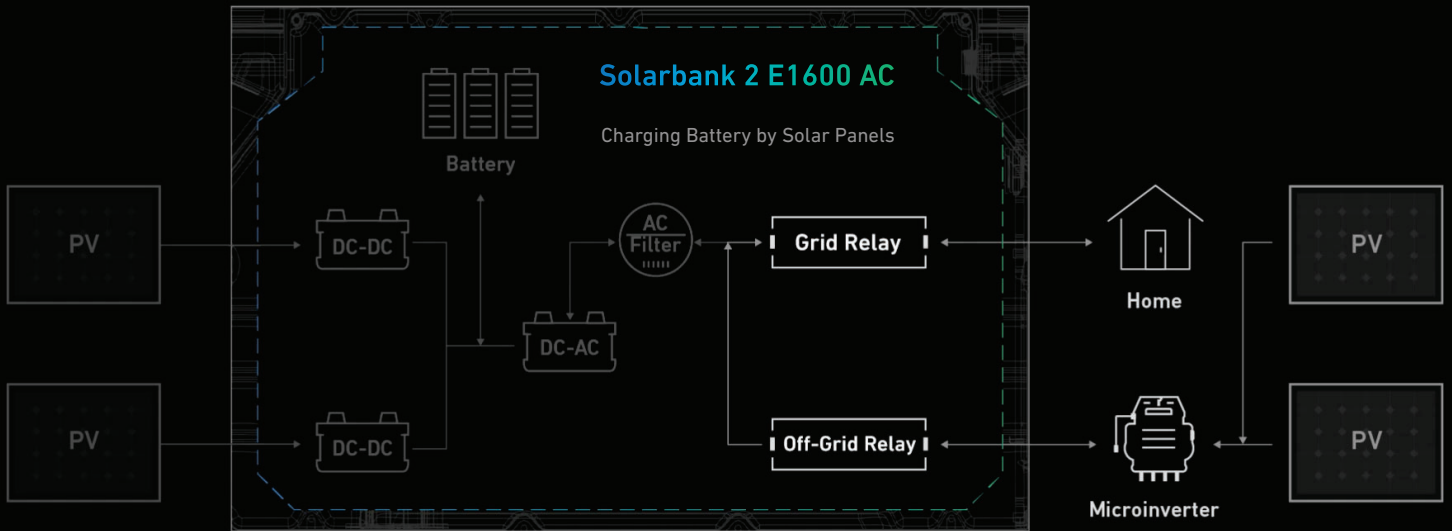 Solarbank 2 E1600 AC
Charging Battery by Solar Panels
Battery
PV
DC-DC
AC
Filter
Grid Relay
Home
PV
DC-AC
PV
DC-DC
Off-Grid Relay
Microinverter
PV